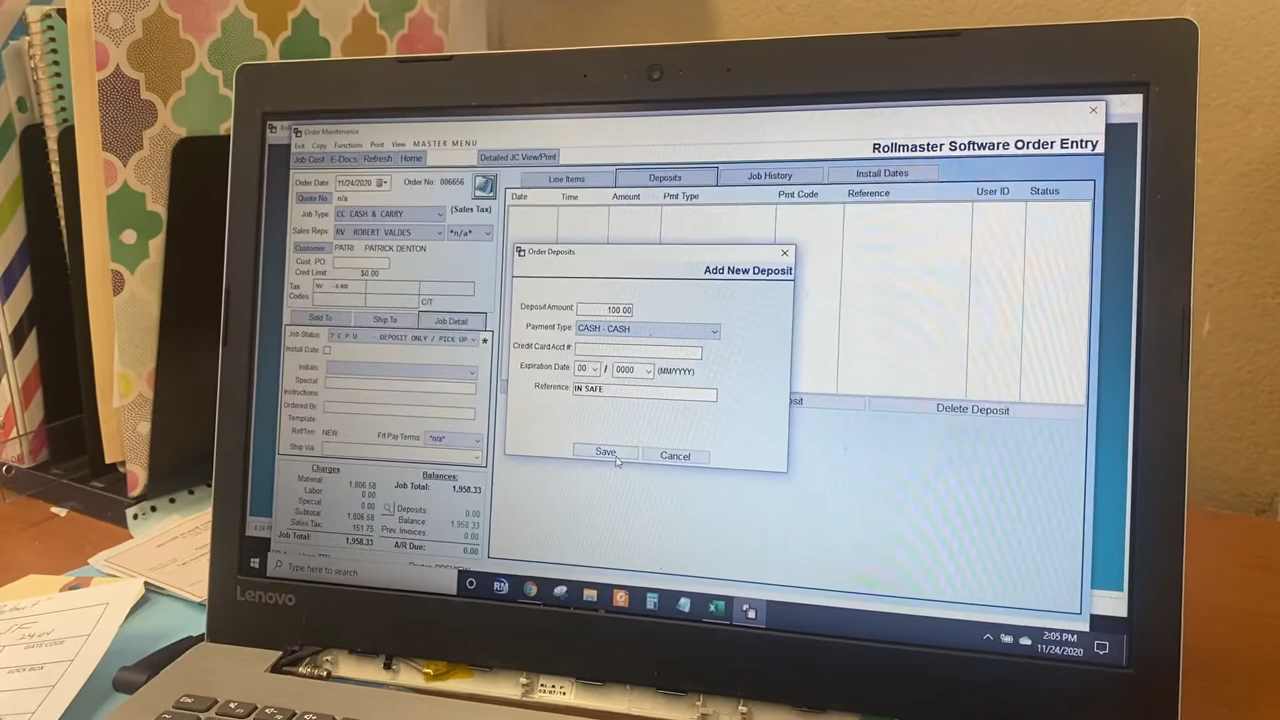 Order Maintenance
Exit Copy Functions Print View MASTER MENU
Rollmaster Software Order Entry
Job Cost E-Docs Refresh Home
Detailed JC View/Print
Order Date 11/24/2020 Order No: 006656
Quote No n/a
Job Type: CC CASH & CARRY (Sales Tax)
Sales Reps: RV ROBERT VALDES *n/a*
Customer PATRI PATRICK DENTON
Cust. PO:
Cred Limit: $0.00
Tax
Codes:
NV
C/T
Sold To Ship To Job Detail
Job Status: 7 C P U - DEPOSIT ONLY / PICK UP *
Install Date:
Initials:
Special
Instructions:
Ordered By
Template:
Ref/Terr: NEW Frt Pay Terms: *n/a*
Ship Via:
Charges
Material 1,806.58
Labor: 0.00
Special: 0.00
Subtotal: 1,806.58
Sales Tax: 151.75
Job Total: 1,958.33
Balances:
Job Total: 1,958.33
Deposits: 0.00
Balance: 1,958.33
Prev. Invoices: 0.00
A/R Due: 0.00
Line Items Deposits Job History Install Dates
Date Time Amount Pmt Type Pmt Code Reference User ID Status
Order Deposits
Add New Deposit
Deposit Amount: 100.00
Payment Type: CASH - CASH
Credit Card Acct #:
Expiration Date: 00 / 0000 (MM/YYYY)
Reference: IN SAFE
Save Cancel
Delete Deposit
Type here to search
RM
2:05 PM
11/24/2020
Lenovo
GATE CODE
LOCK BOX
Esc
F1